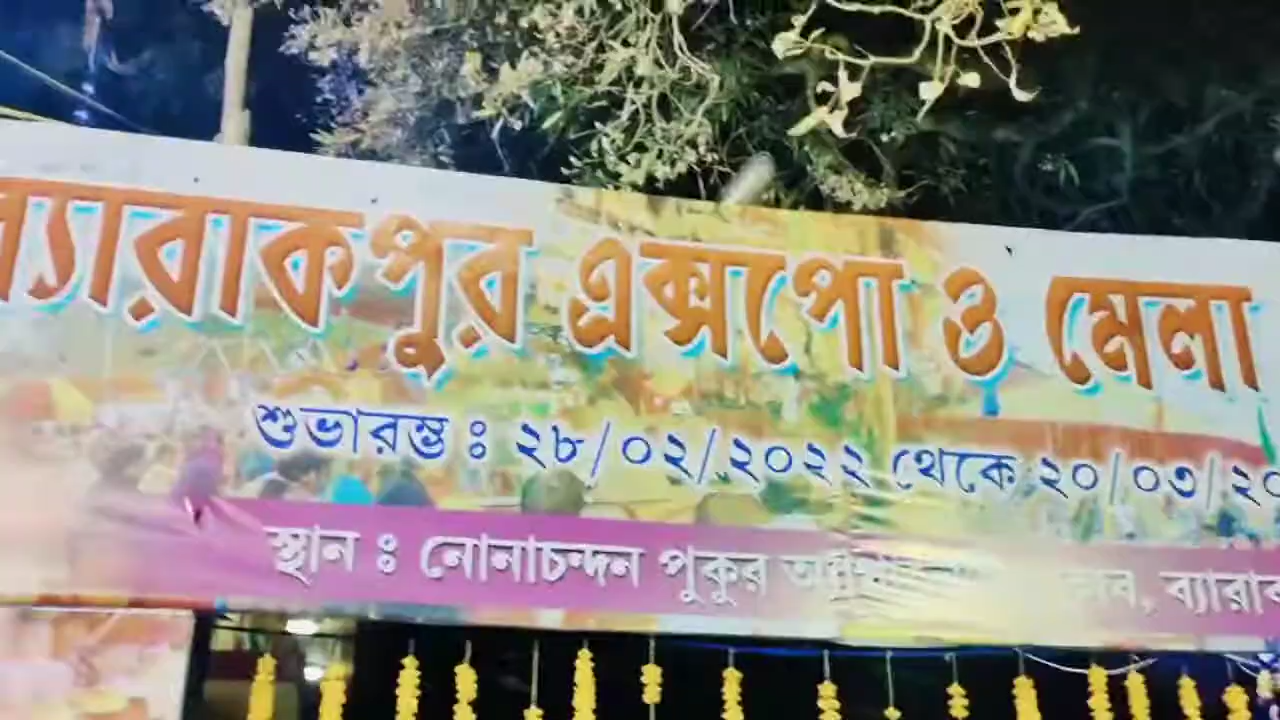 ব্যারাকপুর এক্সপো ও মেলা
শুভারম্ভ ঃ ২৮/০২/২০২২ থেকে ২০/০৩/২০
স্থান ঃ নোনাচন্দন পুকুর